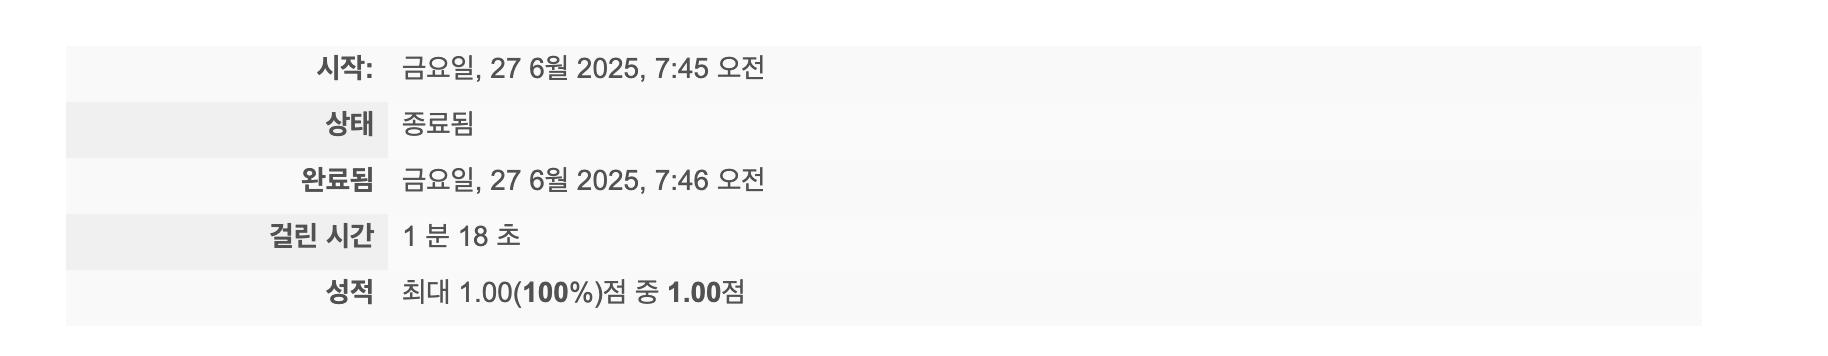 시작: 금요일, 27 6월 2025, 7:45 오전
상태 종료됨
완료됨 금요일, 27 6월 2025, 7:46 오전
걸린 시간 1 분 18 초
성적 최대 1.00(100%)점 중 1.00점